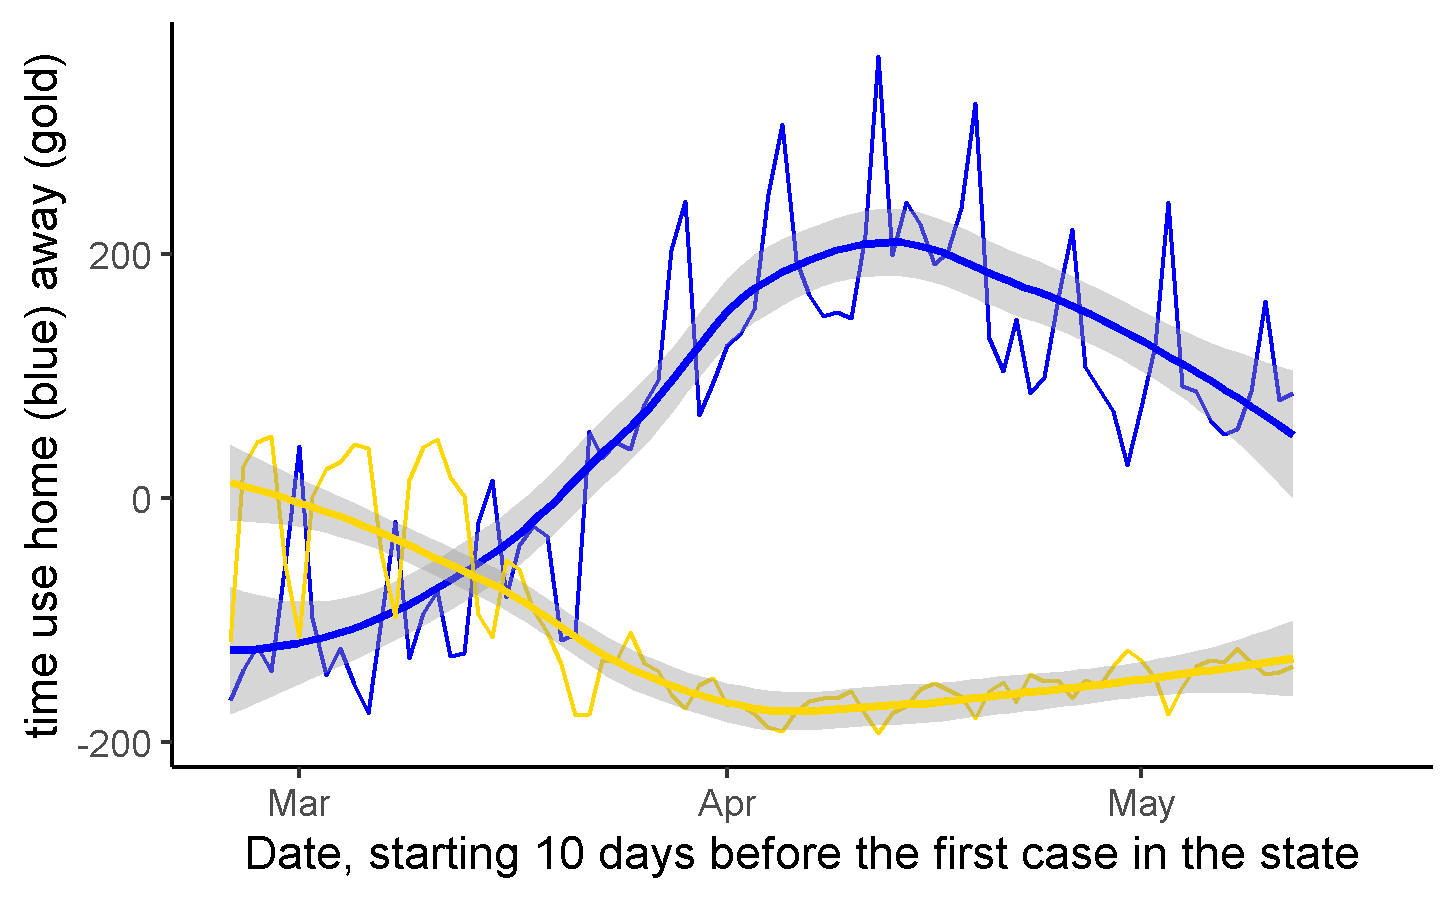 time use home (blue) away (gold)
200
0
-200
Mar
Apr
May
Date, starting 10 days before the first case in the state